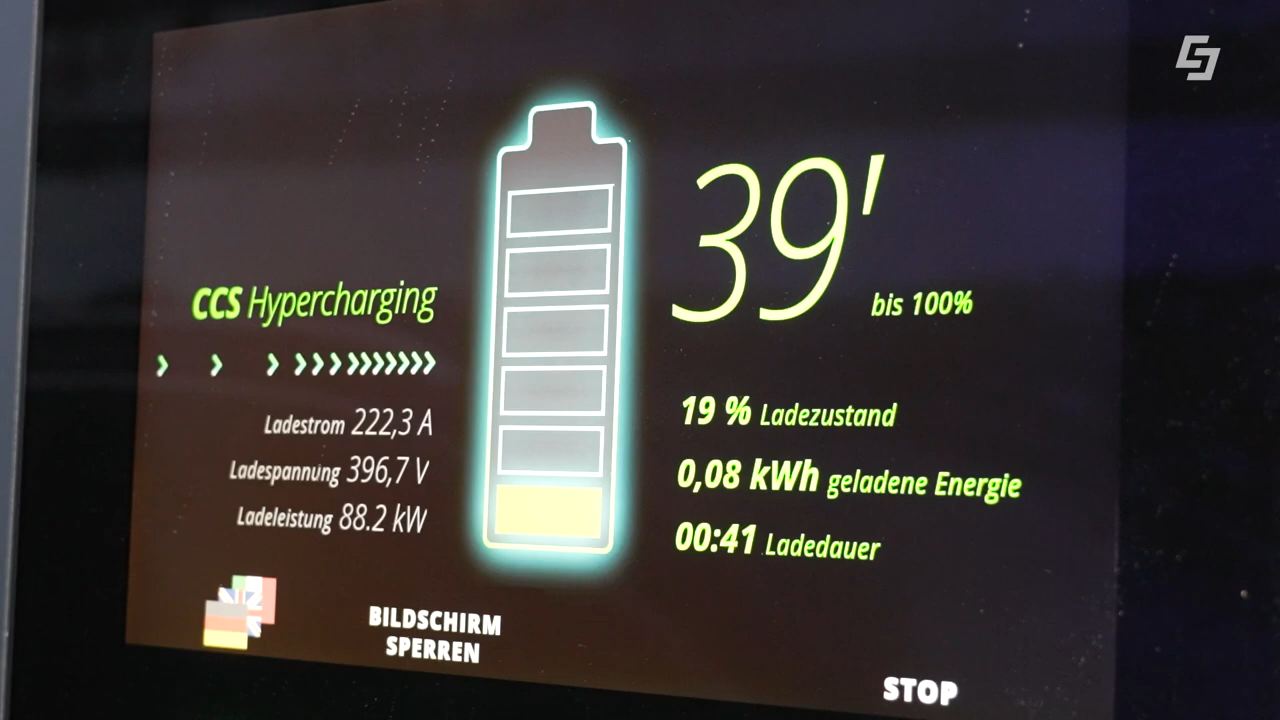 CCS Hypercharging
Ladestrom 222,3 A
Ladespannung 396,7 V
Ladeleistung 88.2 kW
39'
bis 100%
19 % Ladezustand
0,08 kWh geladene Energie
00:41 Ladedauer
BILDSCHIRM
SPERREN
STOP